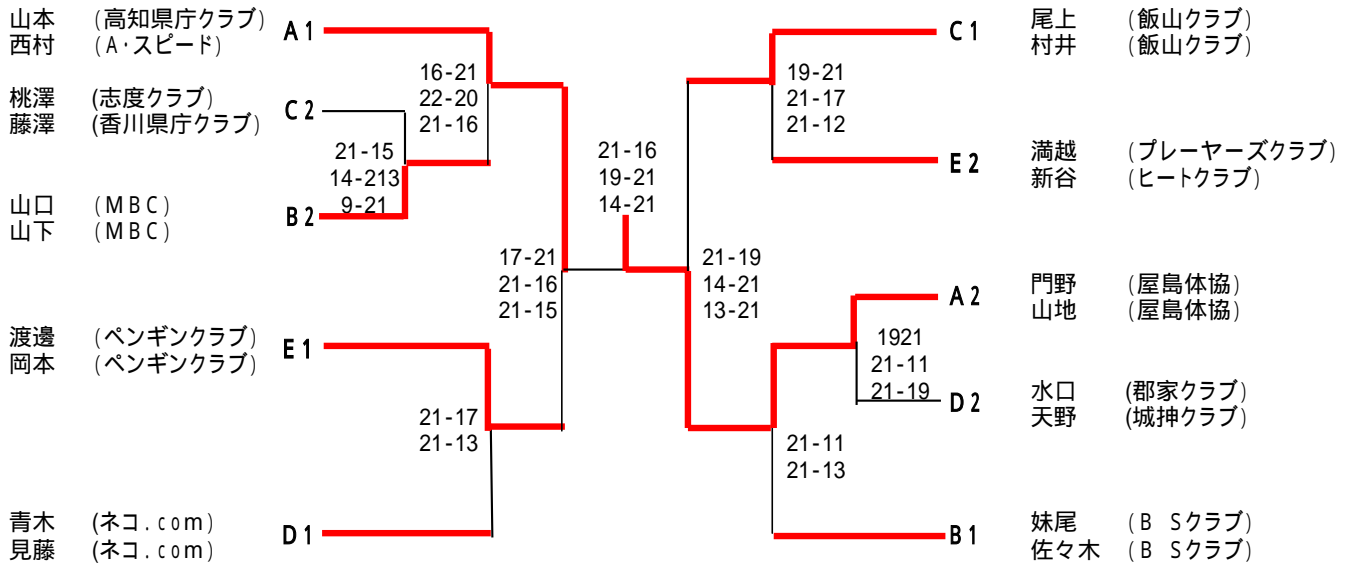 山本 (高知県庁クラブ) A1
西村 (A・スピード)
16-21
22-20
21-16
桃澤 (志度クラブ) C2
藤澤 (香川県庁クラブ)
21-15
14-213
9-21
山口 (MBC) B2
山下 (MBC)
17-21
21-16
21-15
渡邊 (ペンギンクラブ) E1
岡本 (ペンギンクラブ)
21-17
21-13
青木 (ネコ.com) D1
見藤 (ネコ.com)
21-16
19-21
14-21
C1 尾上 (飯山クラブ)
村井 (飯山クラブ)
19-21
21-17
21-12
E2 満越 (プレーヤーズクラブ)
新谷 (ヒートクラブ)
21-19
14-21
13-21
A2 門野 (屋島体協)
山地 (屋島体協)
1921
21-11
21-19
D2 水口 (郡家クラブ)
天野 (城抻クラブ)
21-11
21-13
B1 妹尾 (B Sクラブ)
佐々木 (B Sクラブ)